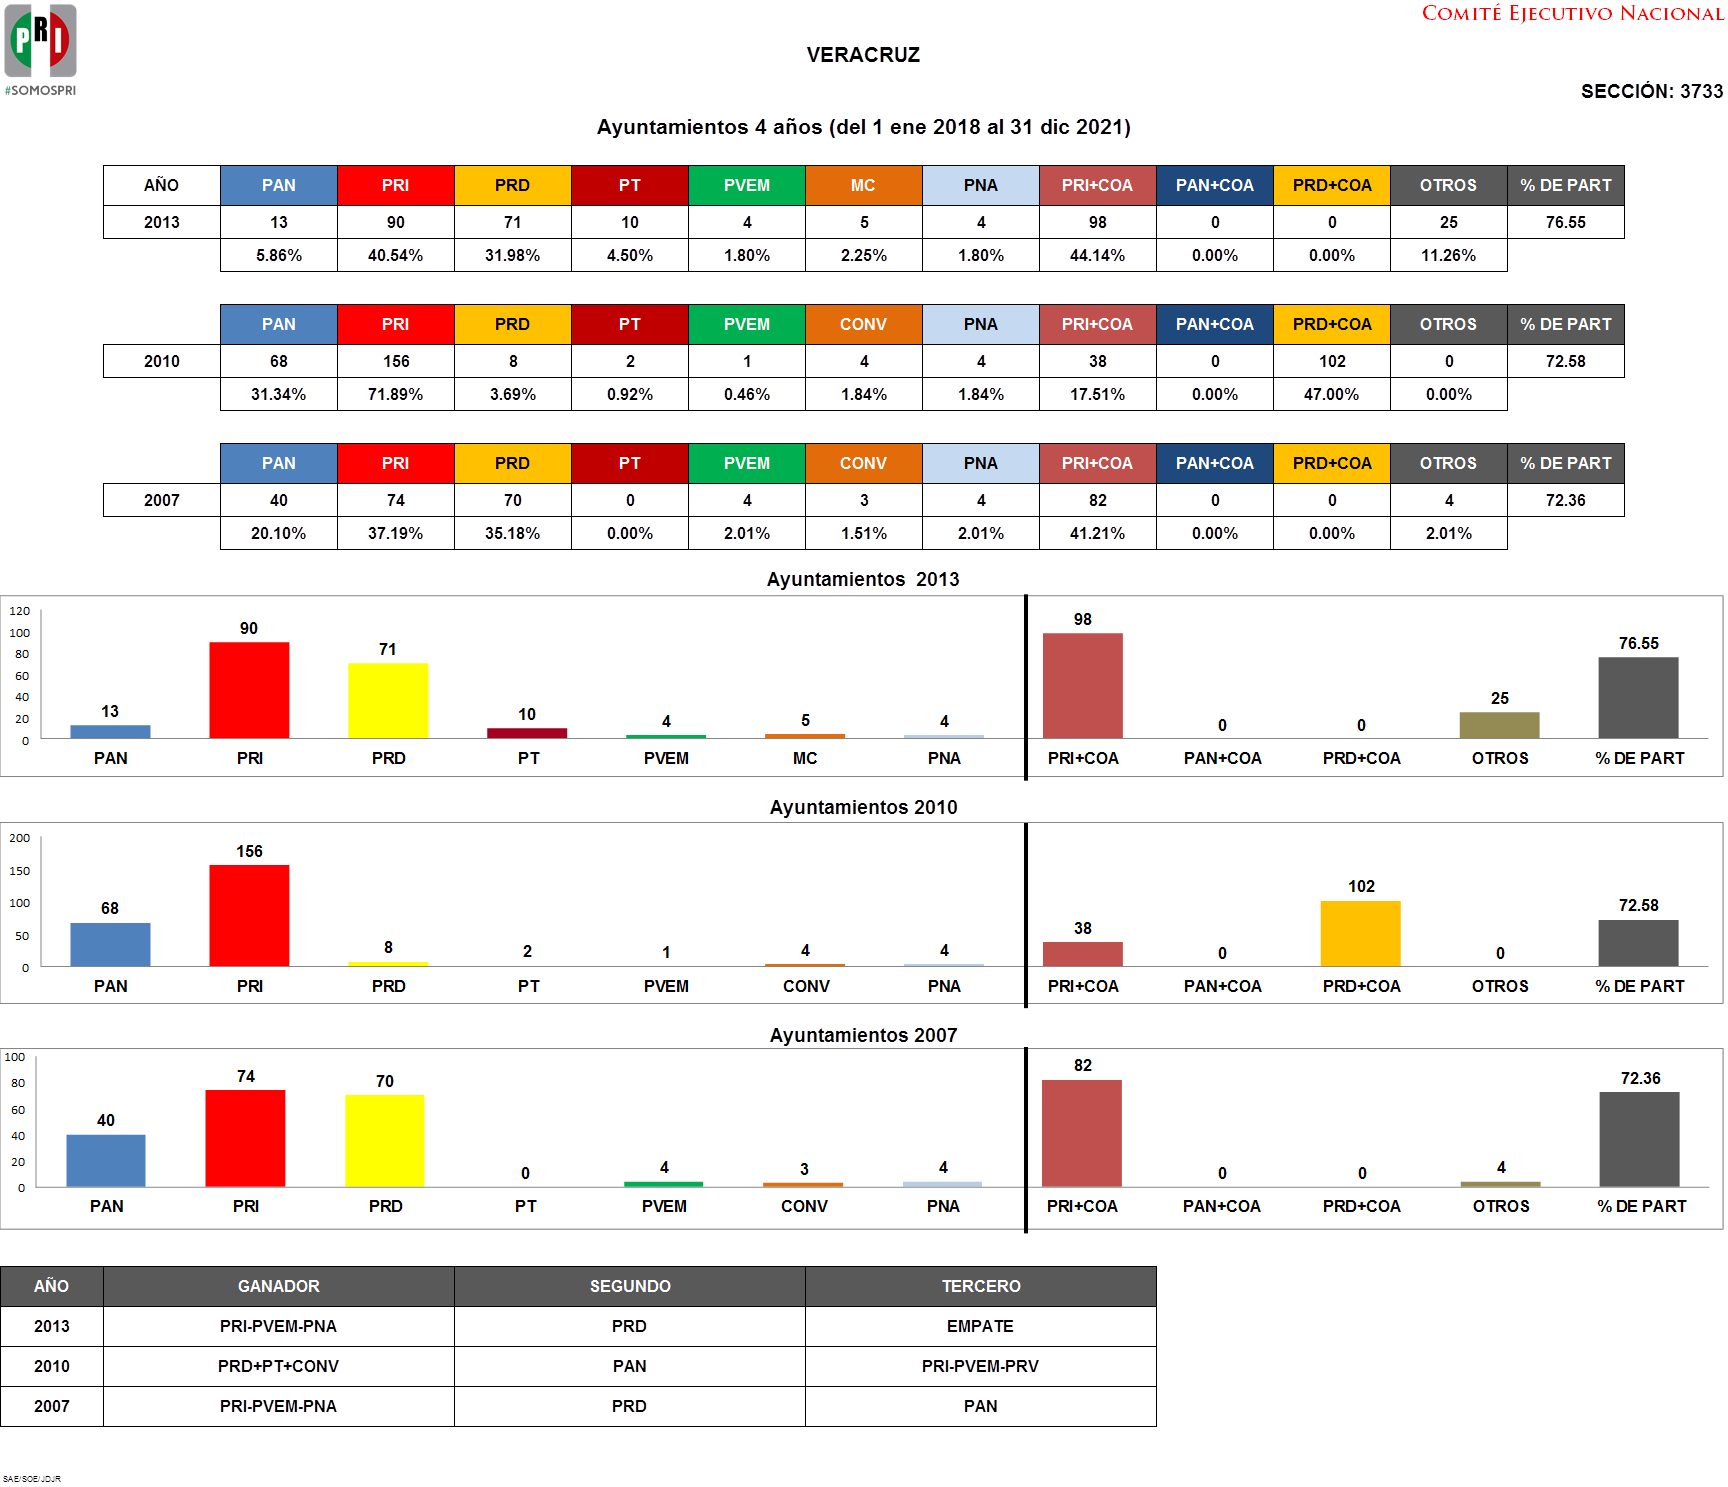 PRI
#SOMOSPRI
COMITÉ EJECUTIVO NACIONAL
VERACRUZ
SECCIÓN: 3733
Ayuntamientos 4 años (del 1 ene 2018 al 31 dic 2021)
AÑO PAN PRI PRD PT PVEM MC PNA PRI+COA PAN+COA PRD+COA OTROS % DE PART
2013 13 90 71 10 4 5 4 98 0 0 25 76.55
5.86% 40.54% 31.98% 4.50% 1.80% 2.25% 1.80% 44.14% 0.00% 0.00% 11.26%
PAN PRI PRD PT PVEM CONV PNA PRI+COA PAN+COA PRD+COA OTROS % DE PART
2010 68 156 8 2 1 4 4 38 0 102 0 72.58
31.34% 71.89% 3.69% 0.92% 0.46% 1.84% 1.84% 17.51% 0.00% 47.00% 0.00%
PAN PRI PRD PT PVEM CONV PNA PRI+COA PAN+COA PRD+COA OTROS % DE PART
2007 40 74 70 0 4 3 4 82 0 0 4 72.36
20.10% 37.19% 35.18% 0.00% 2.01% 1.51% 2.01% 41.21% 0.00% 0.00% 2.01%
Ayuntamientos 2013
120
100
80
60
40
20
0
13 90 71 10 4 5 4 98 0 0 25 76.55
PAN PRI PRD PT PVEM MC PNA PRI+COA PAN+COA PRD+COA OTROS % DE PART
Ayuntamientos 2010
200
150
100
50
0
68 156 8 2 1 4 4 38 0 102 0 72.58
PAN PRI PRD PT PVEM CONV PNA PRI+COA PAN+COA PRD+COA OTROS % DE PART
Ayuntamientos 2007
100
80
60
40
20
0
40 74 70 0 4 3 4 82 0 0 4 72.36
PAN PRI PRD PT PVEM CONV PNA PRI+COA PAN+COA PRD+COA OTROS % DE PART
AÑO GANADOR SEGUNDO TERCERO
2013 PRI-PVEM-PNA PRD EMPATE
2010 PRD+PT+CONV PAN PRI-PVEM-PRV
2007 PRI-PVEM-PNA PRD PAN
SAE/SOE/JDJR